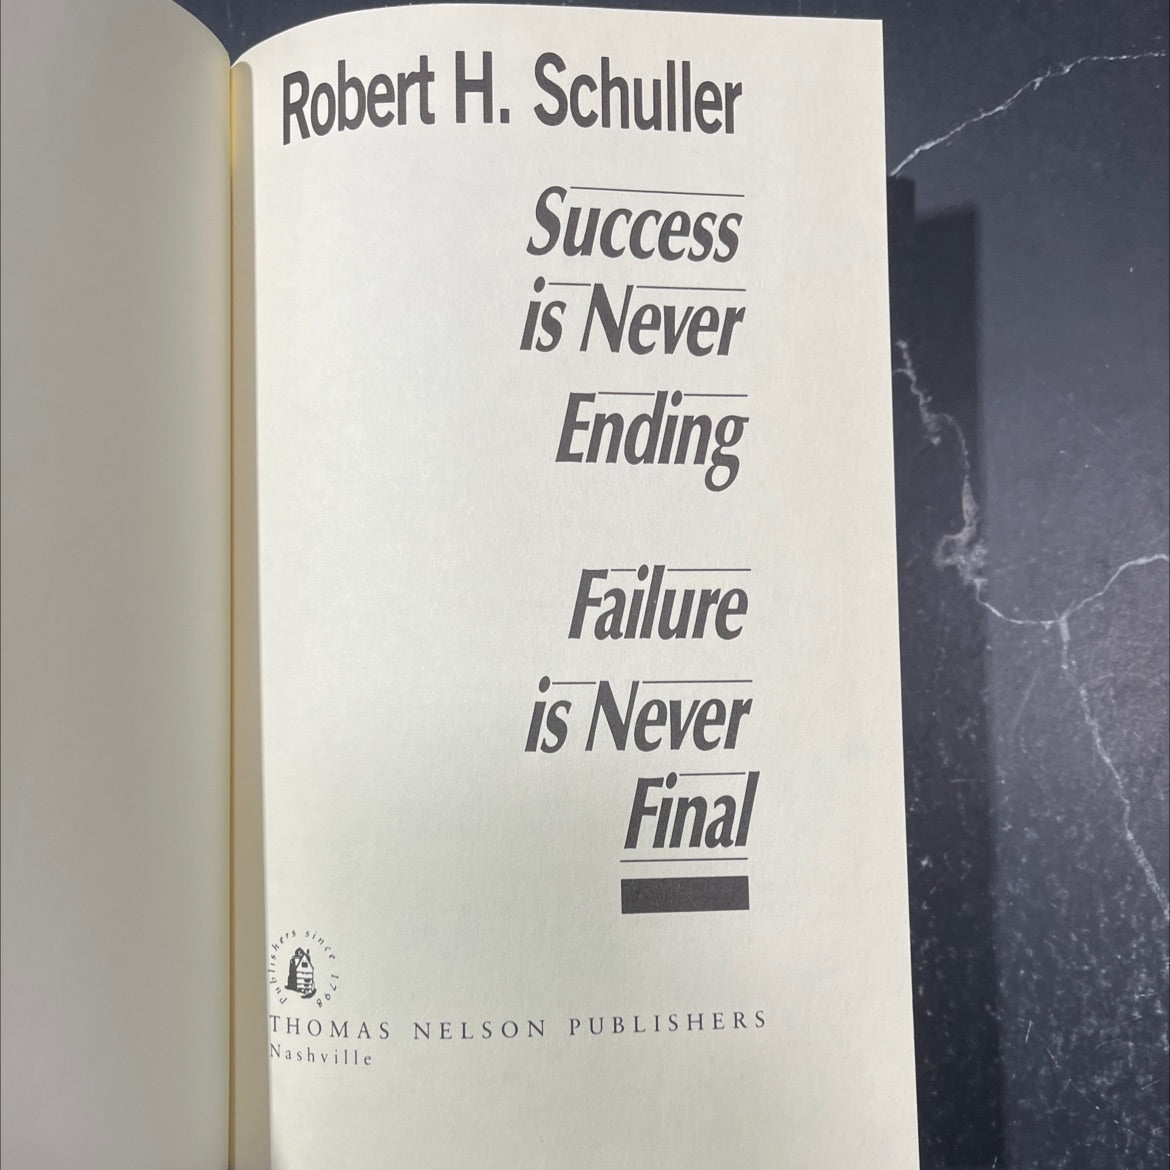 Robert H. Schuller
Success
is Never
Ending
Failure
is Never
Final
publishers since 1798
THOMAS NELSON PUBLISHERS
Nashville